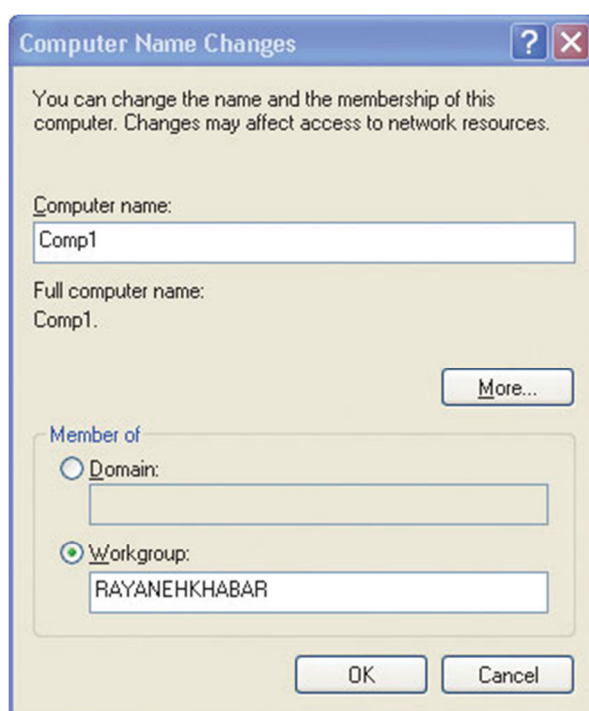 Computer Name Changes
You can change the name and the membership of this
computer. Changes may affect access to network resources.
Computer name:
Comp1
Full computer name:
Comp1.
More...
Member of
Domain:
Workgroup:
RAYANEHKHABAR
OK
Cancel